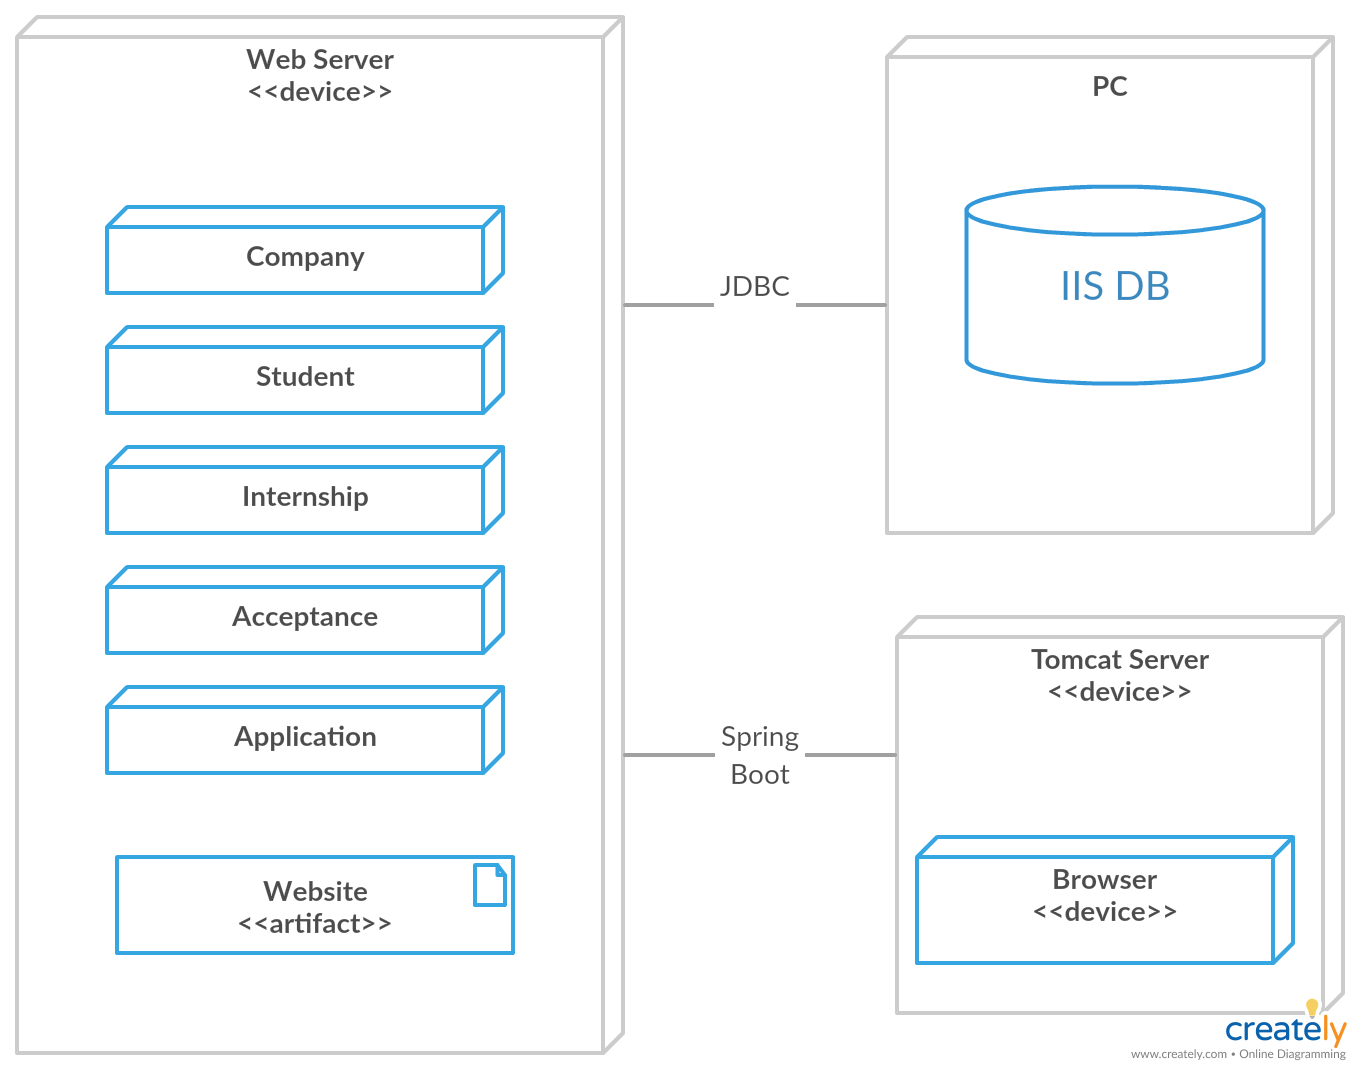 Web Server
<<device>>
Company
Student
Internship
Acceptance
Application
Website
<<artifact>>
JDBC
Spring
Boot
PC
IIS DB
Tomcat Server
<<device>>
Browser
<<device>>
creately
www.creately.com • Online Diagramming